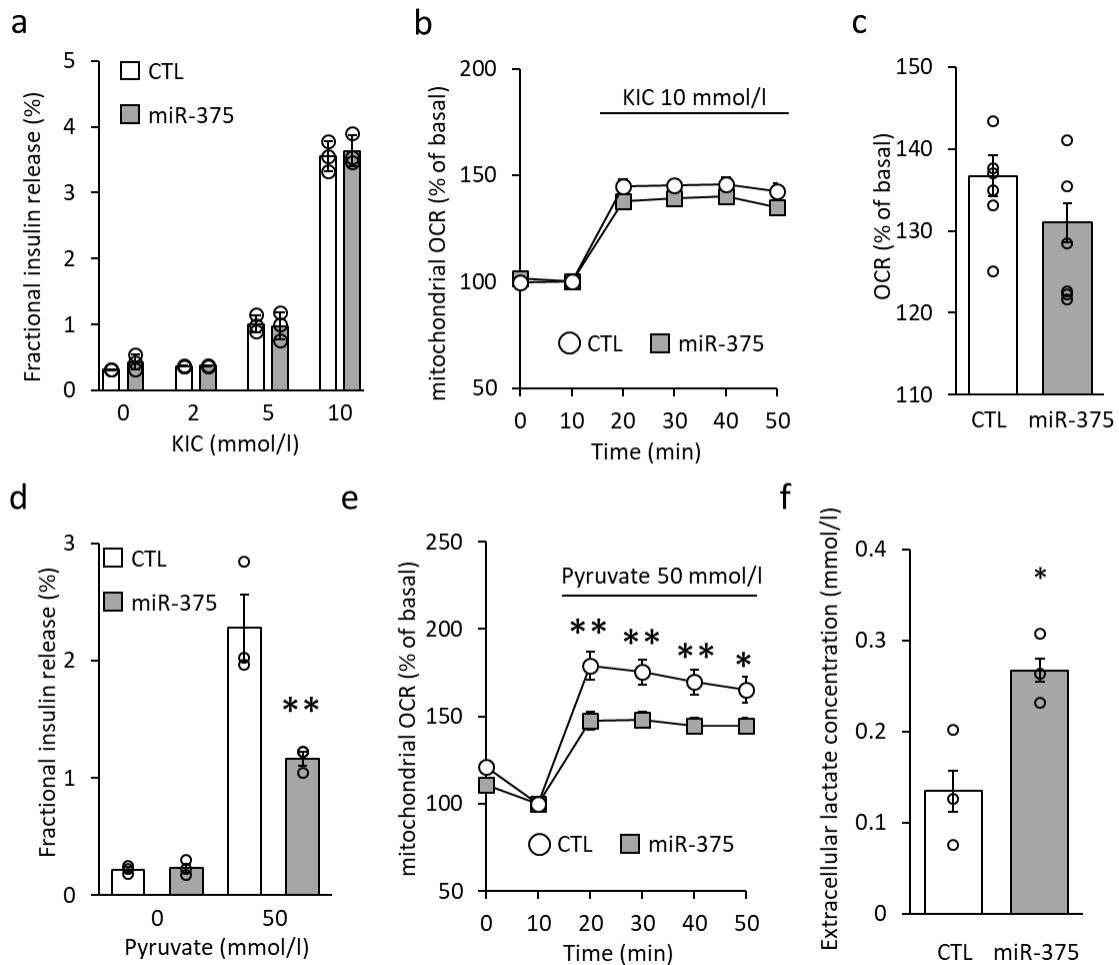 a
5
4
3
2
1
0
Fractional insulin release (%)
CTL
miR-375
0 2 5 10
KIC (mmol/l)
b
200
150
100
50
mitochondrial OCR (% of basal)
KIC 10 mmol/l
CTL miR-375
0 10 20 30 40 50
Time (min)
c
150
140
130
120
110
OCR (% of basal)
CTL miR-375
d
3
2
1
0
Fractional insulin release (%)
CTL
miR-375
**
0 50
Pyruvate (mmol/l)
e
250
200
150
100
50
mitochondrial OCR (% of basal)
Pyruvate 50 mmol/l
** ** ** *
CTL miR-375
0 10 20 30 40 50
Time (min)
f
0.4
0.3
0.2
0.1
0
Extracellular lactate concentration (mmol/l)
*
CTL miR-375